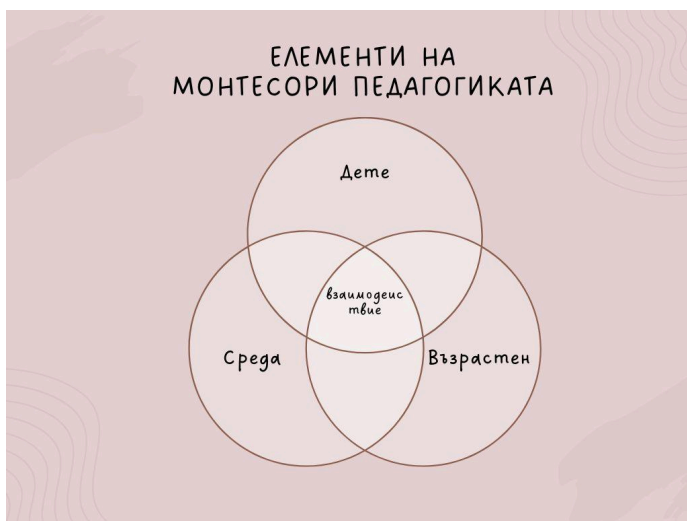 ЕЛЕМЕНТИ НА
МОНТЕСОРИ ПЕДАГОГИКАТА
Дете
взаимодеис
твие
Среда
Възрастен